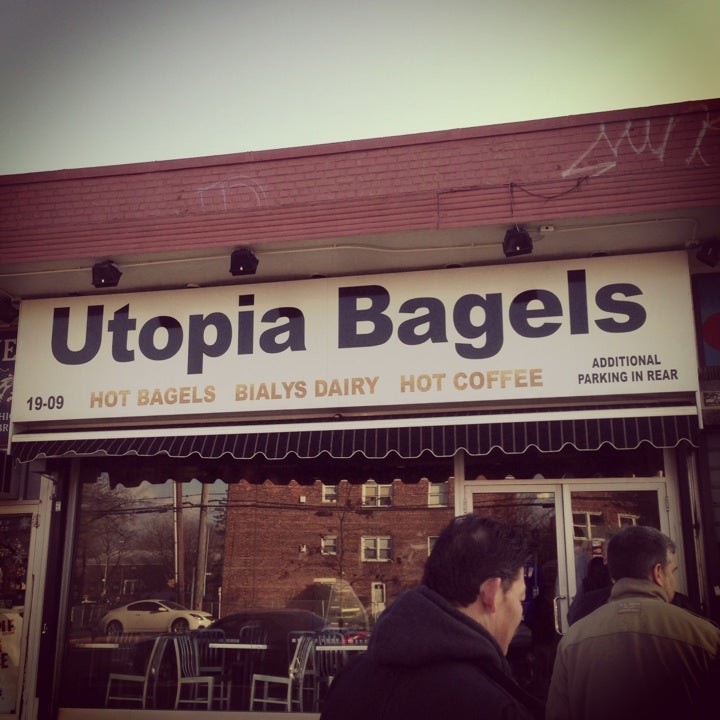 Utopia Bagels
19-09
HOT BAGELS BIALYS DAIRY HOT COFFEE
ADDITIONAL
PARKING IN REAR